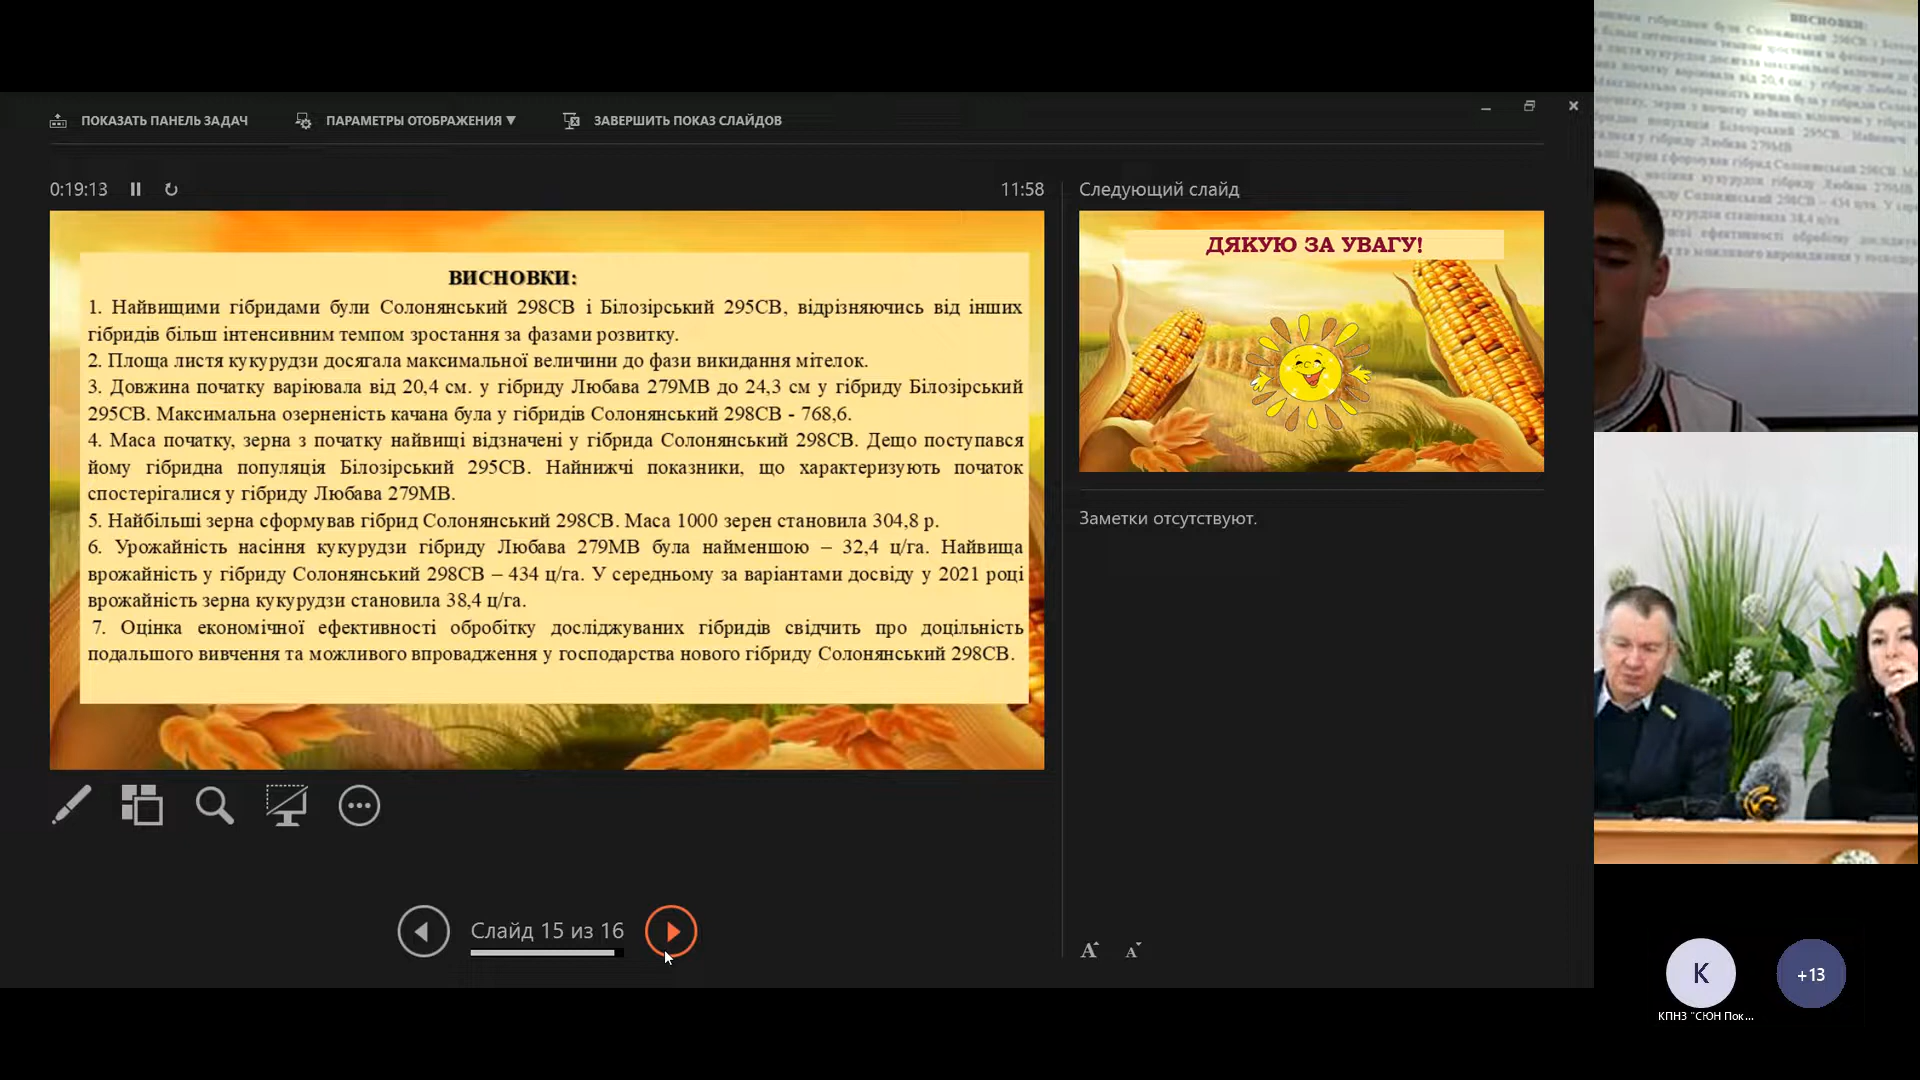 ПОКАЗАТЬ ПАНЕЛЬ ЗАДАЧ
ПАРАМЕТРЫ ОТОБРАЖЕНИЯ ▼
ЗАВЕРШИТЬ ПОКАЗ СЛАЙДОВ
0:19:13
11:58
ВИСНОВКИ:
1. Найвищими гібридами були Солонянський 298СВ і Білозірський 295СВ, відрізняючись від інших
гібридів більш інтенсивним темпом зростання за фазами розвитку.
2. Площа листя кукурудзи досягала максимальної величини до фази викидання мітелок.
3. Довжина початку варіювала від 20,4 см. у гібриду Любава 279МВ до 24,3 см у гібриду Білозірський
295СВ. Максимальна озерненість качана була у гібридів Солонянський 298СВ - 768,6.
4. Маса початку, зерна з початку найвищі відзначені у гібрида Солонянський 298СВ. Дещо поступався
йому гібридна популяція Білозірський 295СВ. Найнижчі показники, що характеризують початок
спостерігалися у гібриду Любава 279МВ.
5. Найбільші зерна сформував гібрид Солонянський 298СВ. Маса 1000 зерен становила 304,8 р.
6. Урожайність насіння кукурудзи гібриду Любава 279МВ була найменшою – 32,4 ц/га. Найвища
врожайність у гібриду Солонянський 298СВ – 434 ц/га. У середньому за варіантами досвіду у 2021 році
врожайність зерна кукурудзи становила 38,4 ц/га.
7. Оцінка економічної ефективності обробітку досліджуваних гібридів свідчить про доцільність
подальшого вивчення та можливого впровадження у господарства нового гібриду Солонянський 298СВ.
Следующий слайд
ДЯКУЮ ЗА УВАГУ!
Заметки отсутствуют.
Слайд 15 из 16
A A
ВИСНОВКИ:
К
+13
КПНЗ "СЮН Пок...